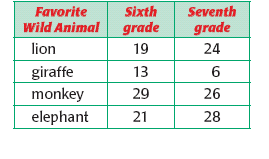 Favorite Wild Animal | Sixth grade | Seventh grade
lion | 19 | 24
giraffe | 13 | 6
monkey | 29 | 26
elephant | 21 | 28